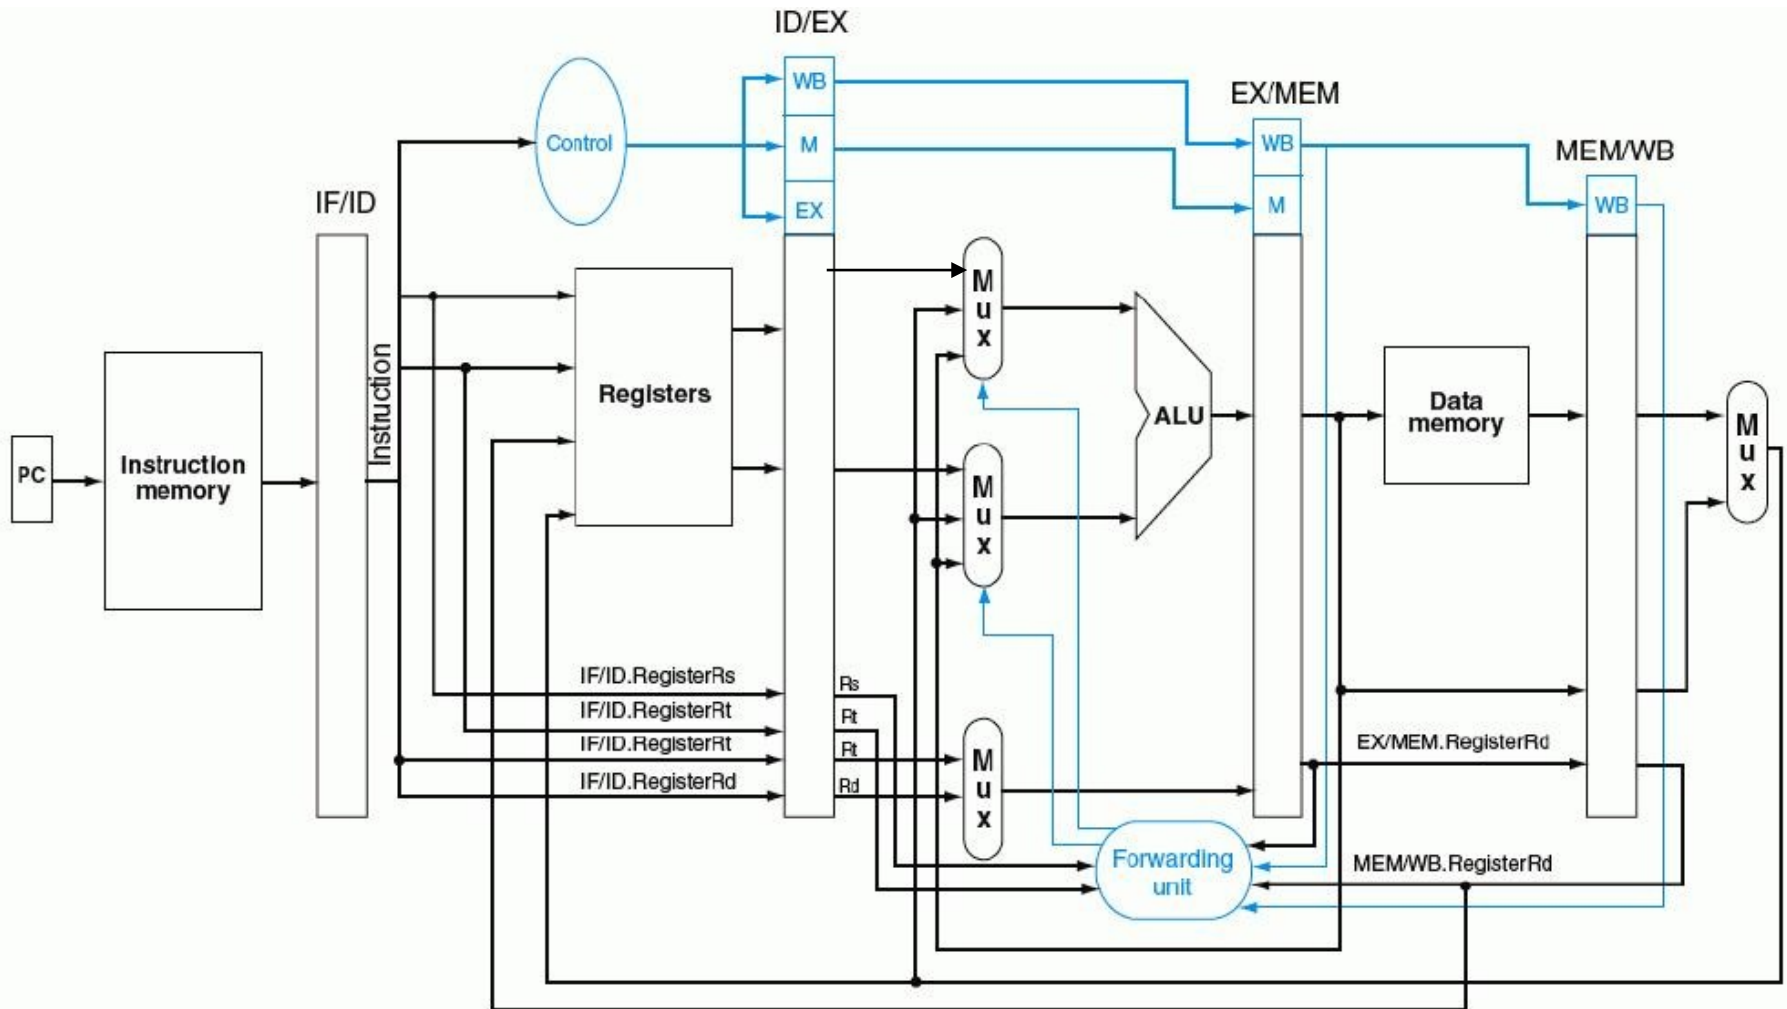 ID/EX
WB
EX/MEM
Control
M
WB
MEM/WB
IF/ID
EX
M
WB
M
u
x
Instruction
Registers
ALU
Data
memory
M
u
x
PC
Instruction
memory
M
u
x
IF/ID.RegisterRs
Rs
IF/ID.RegisterRt
Rt
IF/ID.RegisterRt
Rt
EX/MEM.RegisterRd
IF/ID.RegisterRd
Rd
M
u
x
Forwarding
unit
MEM/WB.RegisterRd